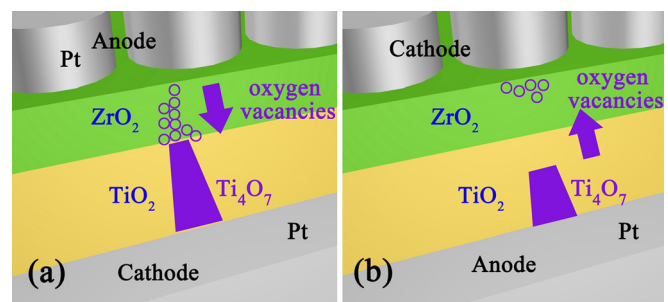 Anode
Pt
oxygen
vacancies
ZrO₂
TiO₂
Ti₄O₇
Pt
(a)
Cathode
Cathode
oxygen
vacancies
ZrO₂
TiO₂
Ti₄O₇
Pt
(b)
Anode